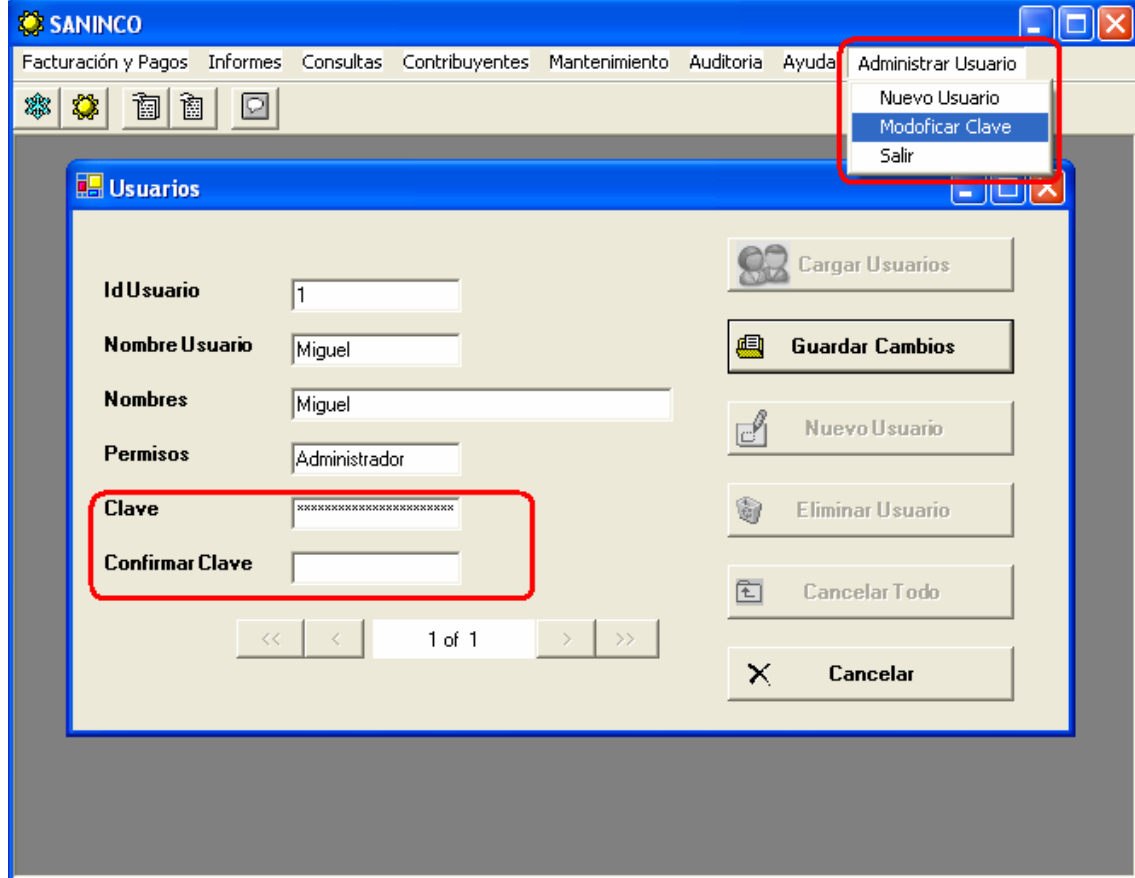 SANINCO
Facturación y Pagos Informes Consultas Contribuyentes Mantenimiento Auditoria Ayuda Administrar Usuario
Nuevo Usuario
Modoficar Clave
Salir
Usuarios
Cargar Usuarios
Id Usuario 1
Nombre Usuario Miguel
Guardar Cambios
Nombres Miguel
Nuevo Usuario
Permisos Administrador
Clave ***********************
Eliminar Usuario
Confirmar Clave
Cancelar Todo
<< < 1 of 1 > >>
Cancelar